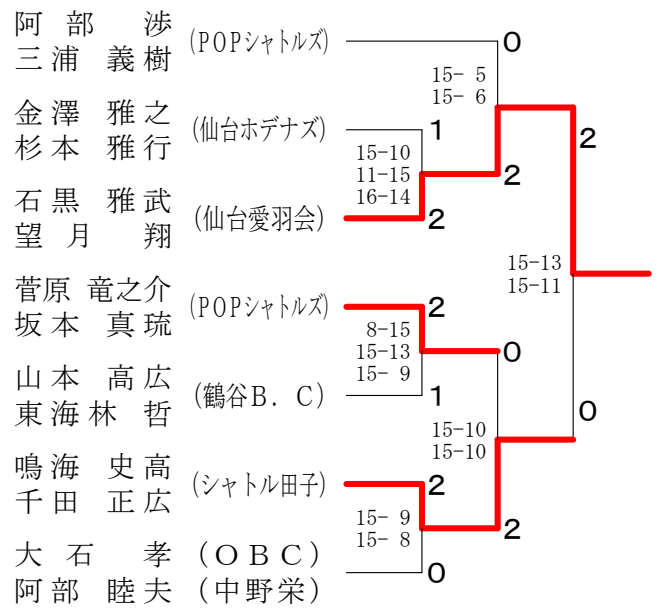 阿部 渉
三浦 義樹
(POPシャトルズ)
0
15- 5
15- 6
2
金澤 雅之
杉本 雅行
(仙台ホデナズ)
1
15-10
11-15
16-14
2
石黒 雅武
望月 翔
(仙台愛羽会)
2
15-13
15-11
菅原 竜之介
坂本 真琉
(POPシャトルズ)
2
8-15
15-13
15- 9
0
山本 高広
東海林 哲
(鶴谷B.C)
1
0
15-10
15-10
鳴海 史高
千田 正広
(シャトル田子)
2
15- 9
15- 8
2
大石 孝 (OBC)
阿部 睦夫 (中野栄)
0